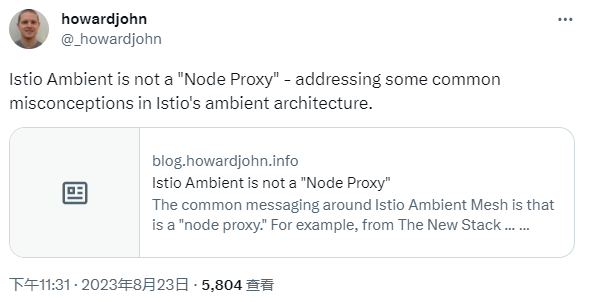 howardjohn
@_howardjohn
Istio Ambient is not a "Node Proxy" - addressing some common
misconceptions in Istio's ambient architecture.
blog.howardjohn.info
Istio Ambient is not a "Node Proxy"
The common messaging around Istio Ambient Mesh is that
is a "node proxy." For example, from The New Stack ... ...
下午11:31 · 2023年8月23日 · 5,804 查看